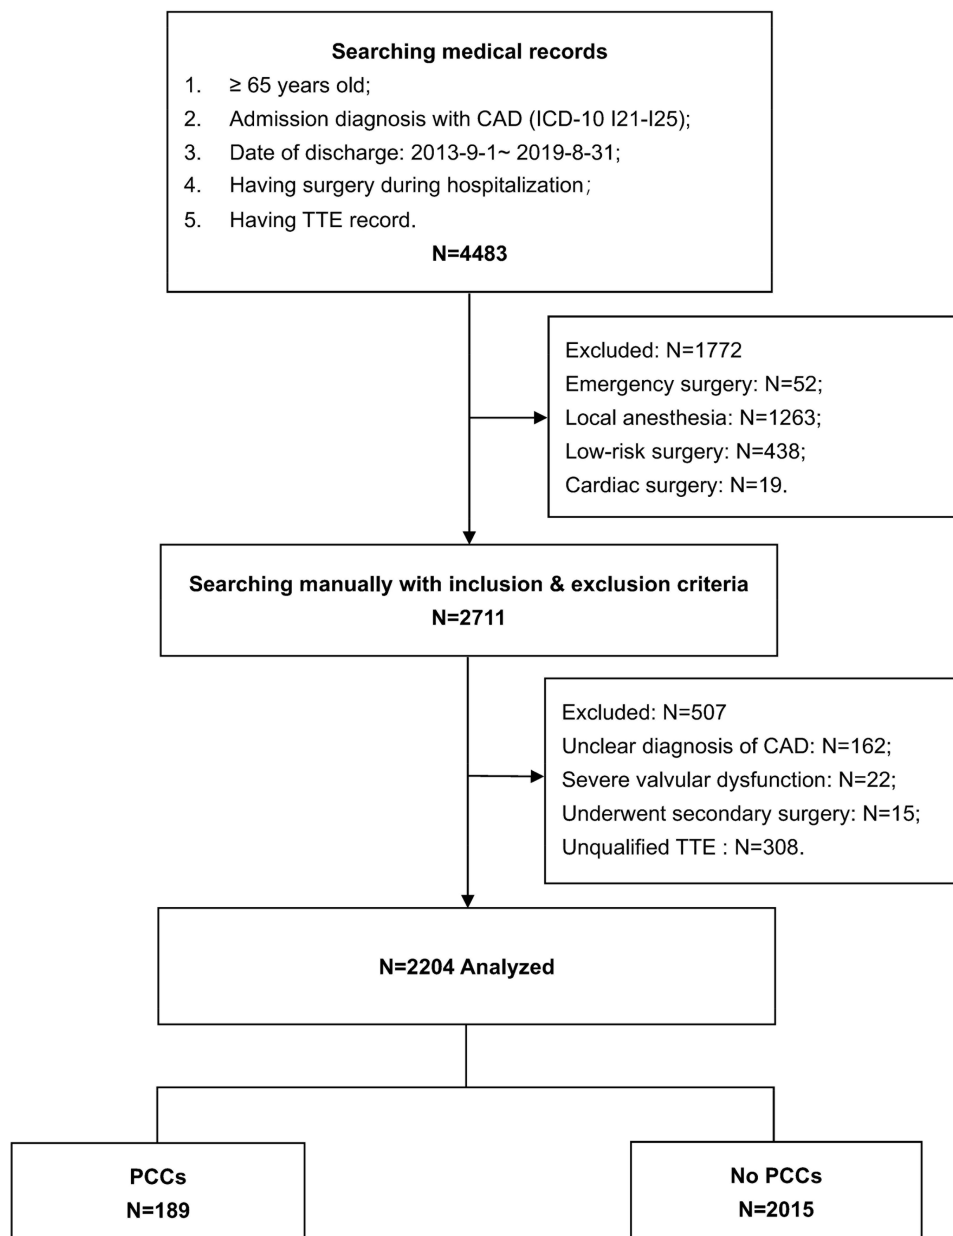 Searching medical records
1. ≥ 65 years old;
2. Admission diagnosis with CAD (ICD-10 I21-I25);
3. Date of discharge: 2013-9-1~ 2019-8-31;
4. Having surgery during hospitalization;
5. Having TTE record.
N=4483
Excluded: N=1772
Emergency surgery: N=52;
Local anesthesia: N=1263;
Low-risk surgery: N=438;
Cardiac surgery: N=19.
Searching manually with inclusion & exclusion criteria
N=2711
Excluded: N=507
Unclear diagnosis of CAD: N=162;
Severe valvular dysfunction: N=22;
Underwent secondary surgery: N=15;
Unqualified TTE : N=308.
N=2204 Analyzed
PCCs
N=189
No PCCs
N=2015